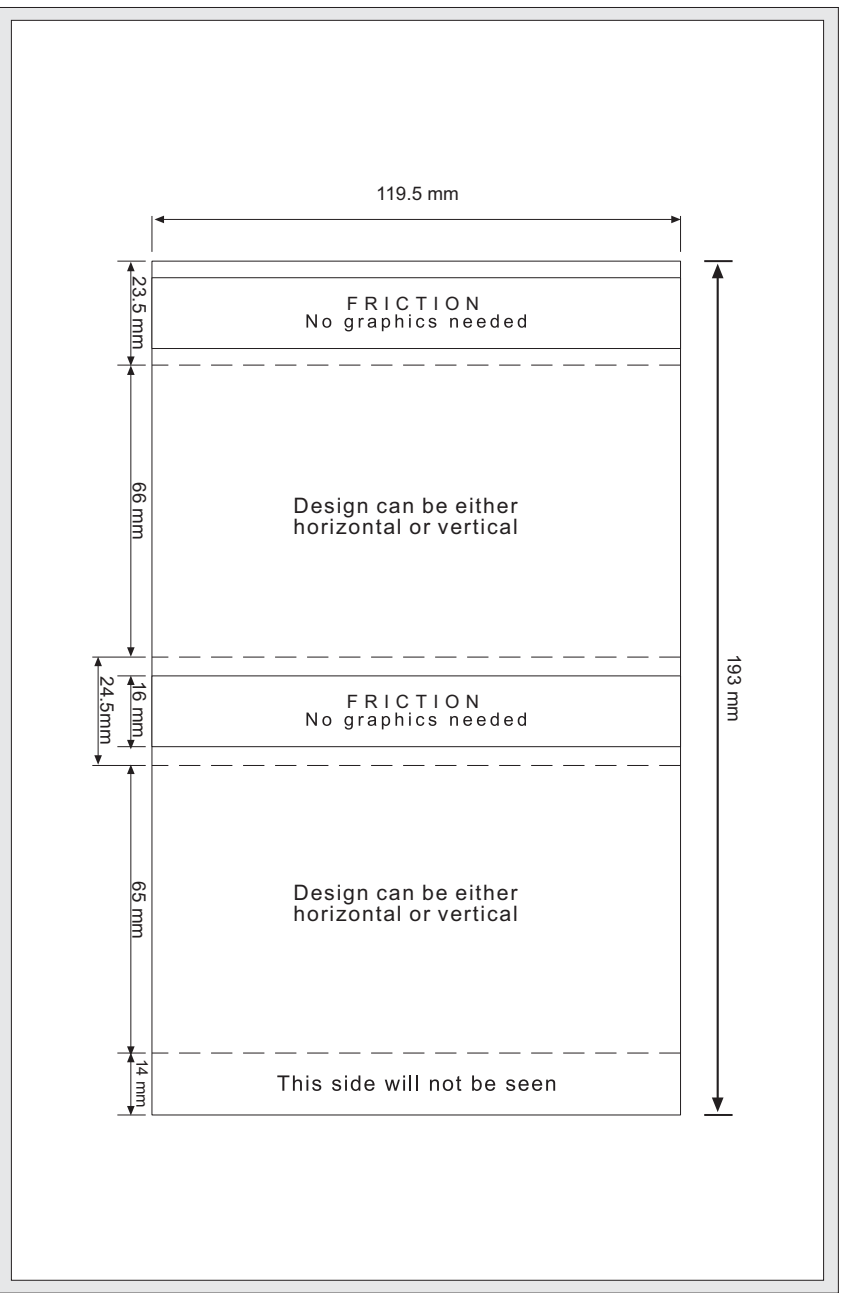 119.5 mm
23.5 mm
FRICTION
No graphics needed
66 mm
Design can be either
horizontal or vertical
193 mm
24.5mm
16 mm
FRICTION
No graphics needed
65 mm
Design can be either
horizontal or vertical
14 mm
This side will not be seen